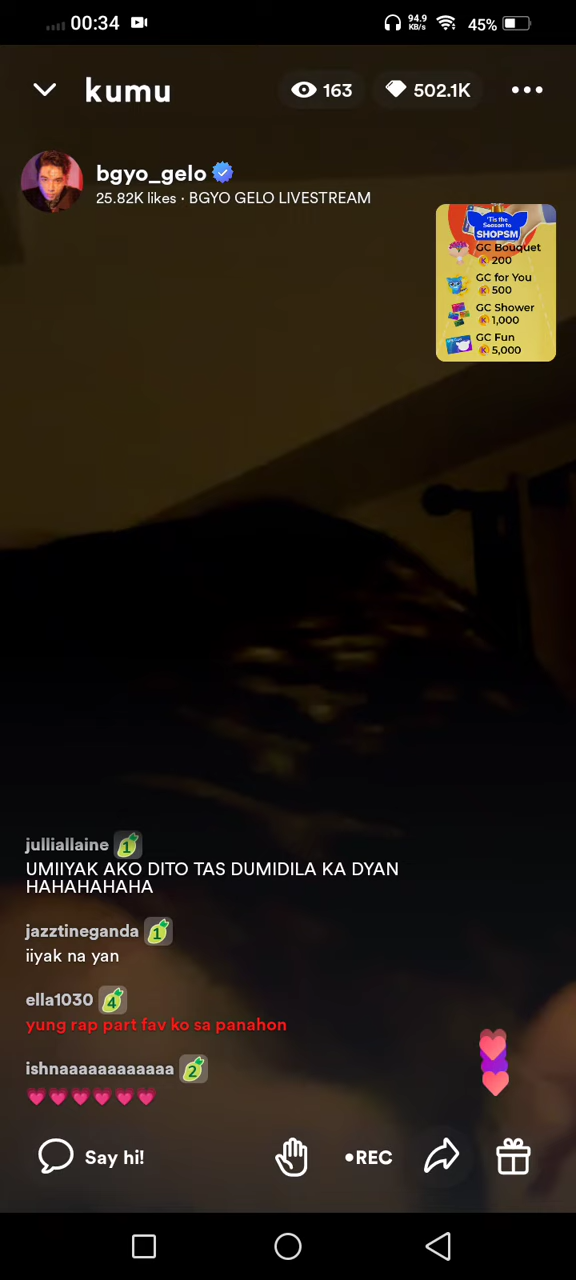 00:34
94.9
KB/s
45%
kumu
163
502.1K
bgyo_gelo
25.82K likes · BGYO GELO LIVESTREAM
'Tis the
Season to
SHOPSM
GC Bouquet
200
GC for You
500
GC Shower
1,000
GC Fun
5,000
julliallaine 1
UMIIYAK AKO DITO TAS DUMIDILA KA DYAN
HAHAHAHAHA
jazztineganda 1
iiyak na yan
ella1030 4
yung rap part fav ko sa panahon
ishnaaaaaaaaaaaa 2
💗💗💗💗💗💗
Say hi!
•REC